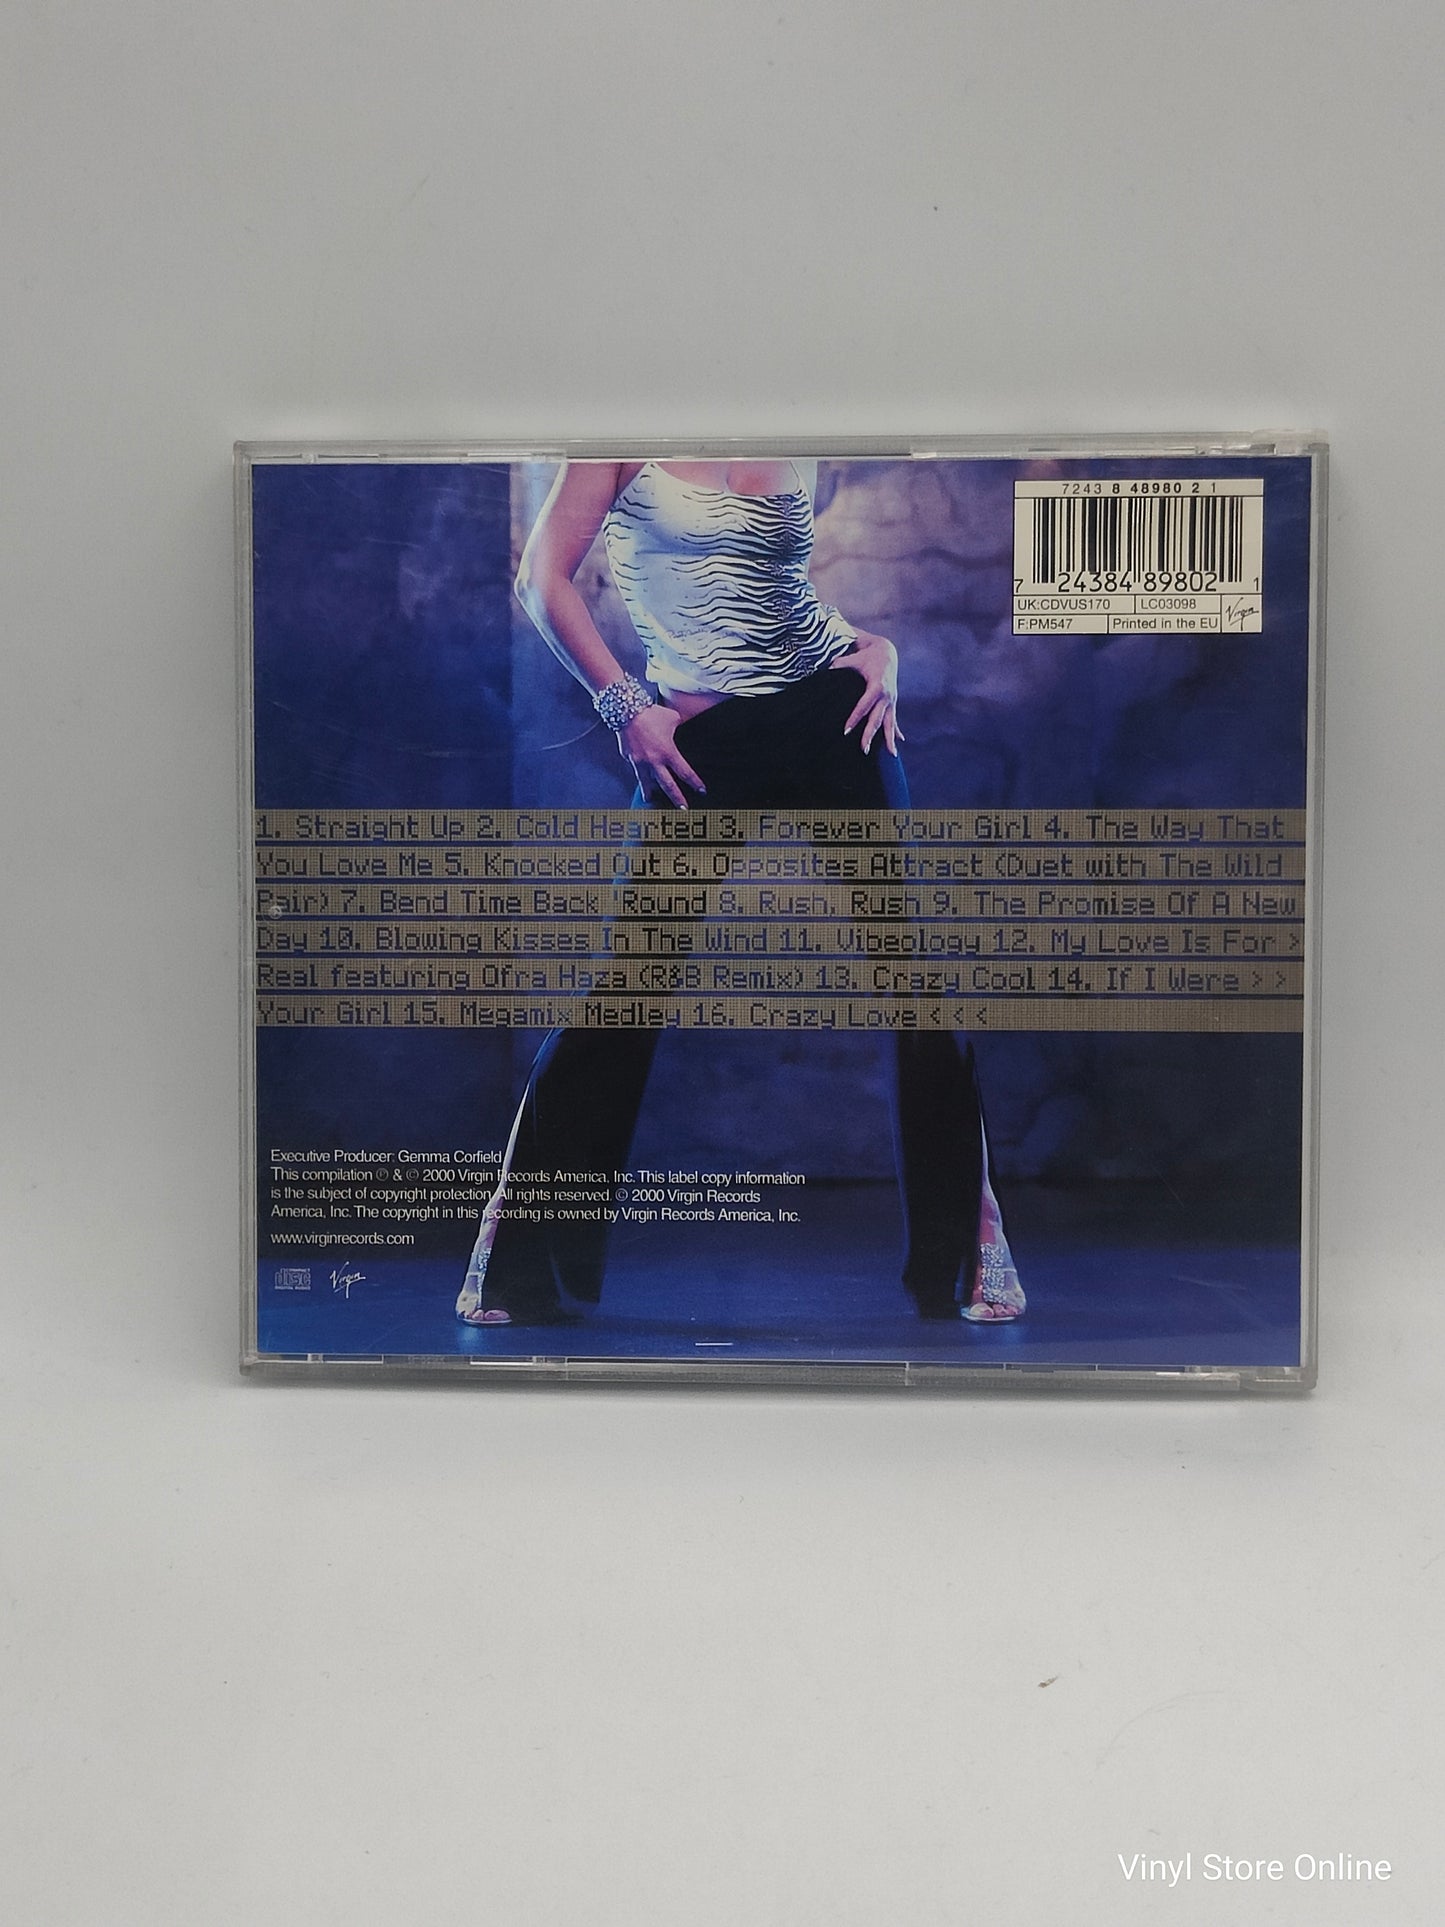 7243 8 48980 2 1
7 24384 89802 1
UK:CDVUS170 LC03098
F:PM547 Printed in the EU Virgin
1. Straight Up 2. Cold Hearted 3. Forever Your Girl 4. The Way That
You Love Me 5. Knocked Out 6. Opposites Attract (Duet with The Wild
Pair) 7. Bend Time Back 'Round 8. Rush, Rush 9. The Promise Of A New
Day 10. Blowing Kisses In The Wind 11. Vibeology 12. My Love Is For >
Real featuring Ofra Haza (R&B Remix) 13. Crazy Cool 14. If I Were > >
Your Girl 15. Megamix Medley 16. Crazy Love < < <
Executive Producer: Gemma Corfield
This compilation ℗ & © 2000 Virgin Records America, Inc. This label copy information
is the subject of copyright protection. All rights reserved. © 2000 Virgin Records
America, Inc. The copyright in this recording is owned by Virgin Records America, Inc.
www.virginrecords.com
COMPACT disc DIGITAL AUDIO Virgin
Vinyl Store Online